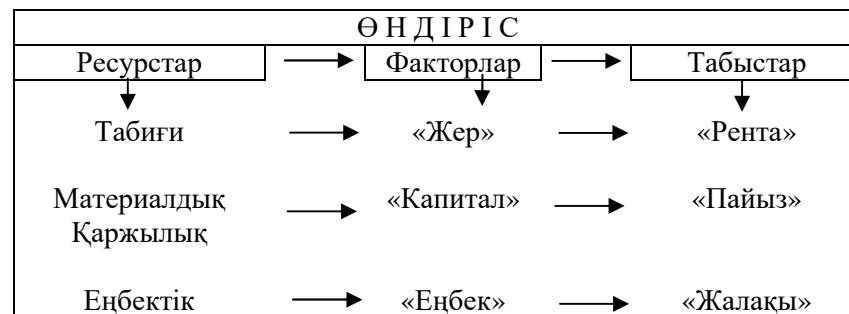 Ө Н Д І Р І С
Ресурстар Факторлар Табыстар
Табиғи «Жер» «Рента»
Материалдық «Капитал» «Пайыз»
Қаржылық
Еңбектік «Еңбек» «Жалақы»